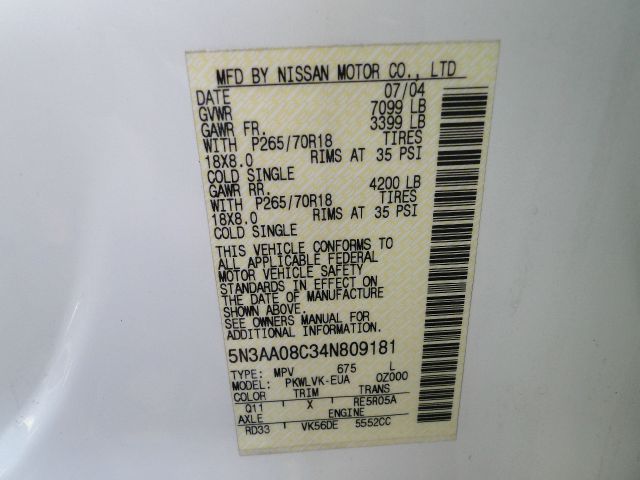 MFD BY NISSAN MOTOR CO., LTD
DATE 07/04
GVWR 7099 LB
GAWR FR. 3399 LB
WITH P265/70R18 TIRES
18X8.0 RIMS AT 35 PSI
COLD SINGLE
GAWR RR. 4200 LB
WITH P265/70R18 TIRES
18X8.0 RIMS AT 35 PSI
COLD SINGLE
THIS VEHICLE CONFORMS TO
ALL APPLICABLE FEDERAL
MOTOR VEHICLE SAFETY
STANDARDS IN EFFECT ON
THE DATE OF MANUFACTURE
SHOWN ABOVE.
SEE OWNERS MANUAL FOR
ADDITIONAL INFORMATION
5N3AA08C34N809181
TYPE: MPV 675 L
MODEL: PKWLVK-EUA 0Z000
COLOR TRIM TRANS
Q11 X RE5R05A
AXLE ENGINE
RD33 VK56DE 5552CC